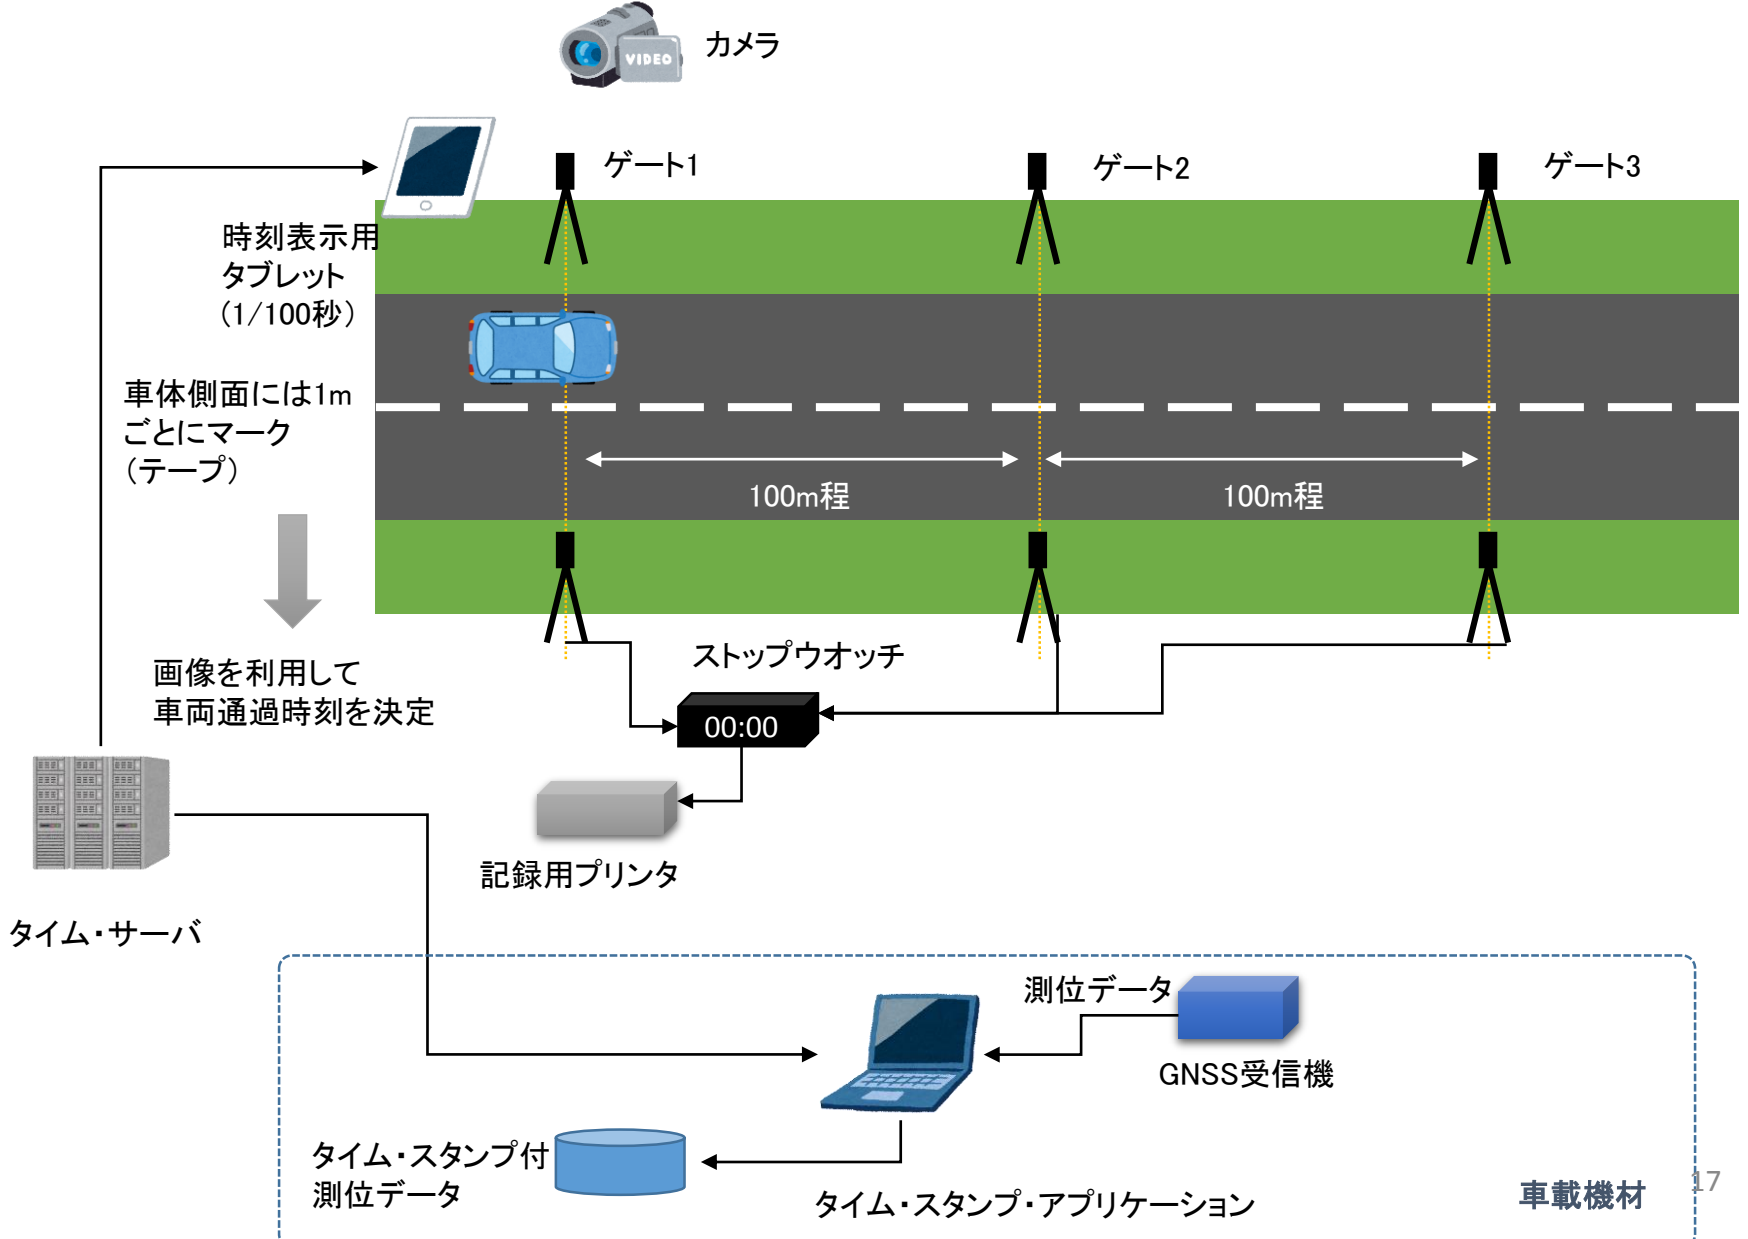 カメラ
VIDEO
ゲート1
ゲート2
ゲート3
時刻表示用
タブレット
(1/100秒)
車体側面には1m
ごとにマーク
(テープ)
100m程
100m程
画像を利用して
車両通過時刻を決定
ストップウオッチ
00:00
記録用プリンタ
タイム・サーバ
測位データ
GNSS受信機
タイム・スタンプ付
測位データ
タイム・スタンプ・アプリケーション
車載機材
17